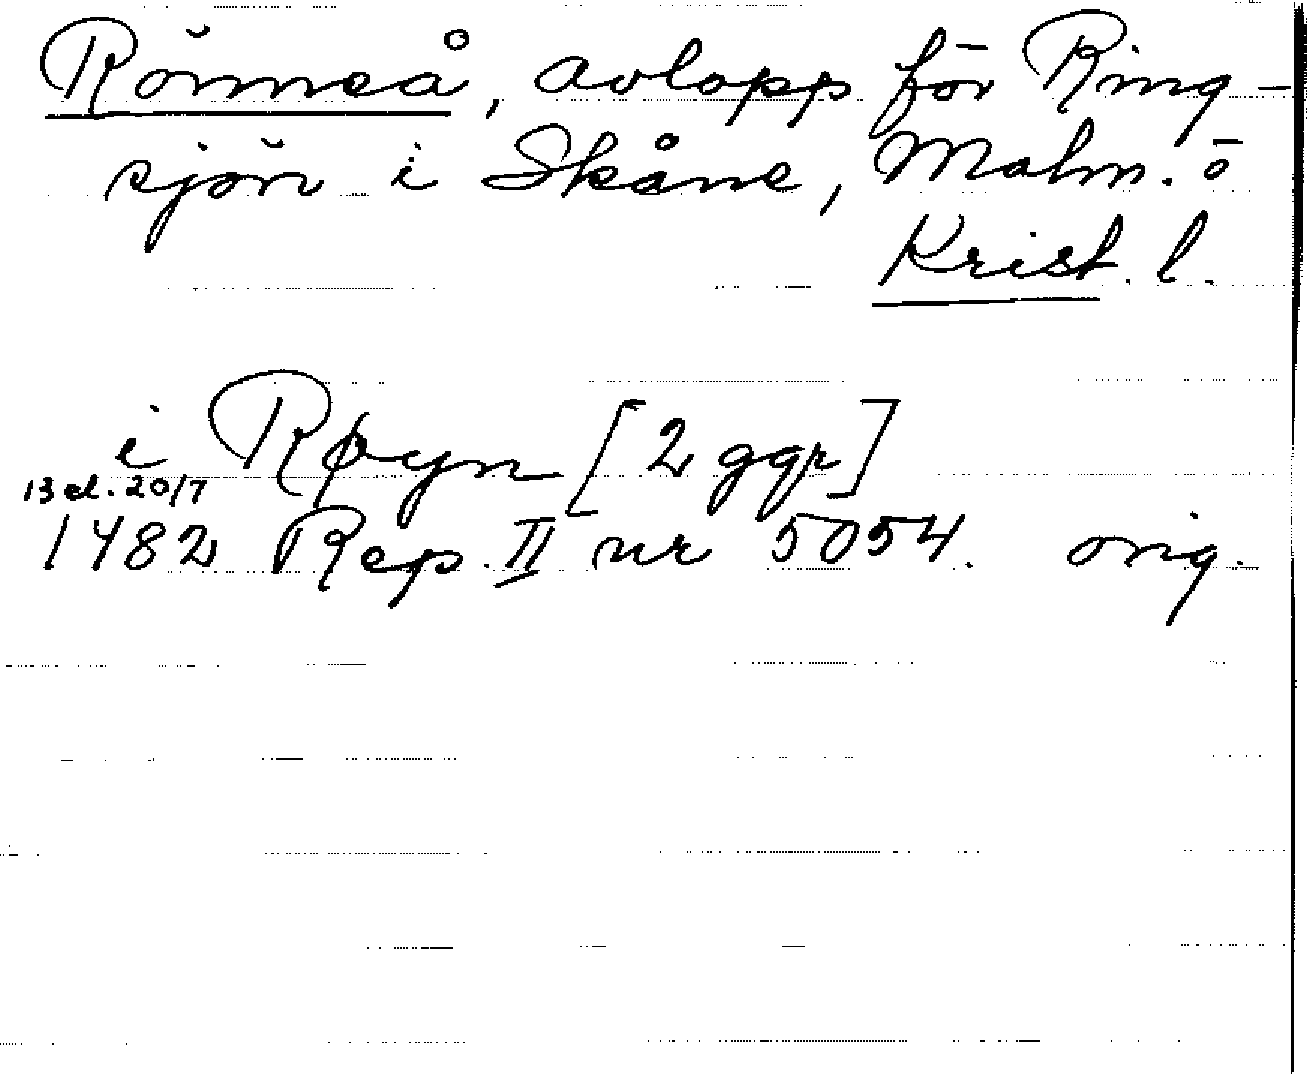 Rönneå, avlopp för Ring-
sjön i Skåne, Malm. ö
Krist. l.
i Røyn [2 ggr]
13 el. 20/7
1482 Rep. II nr 5054. orig.